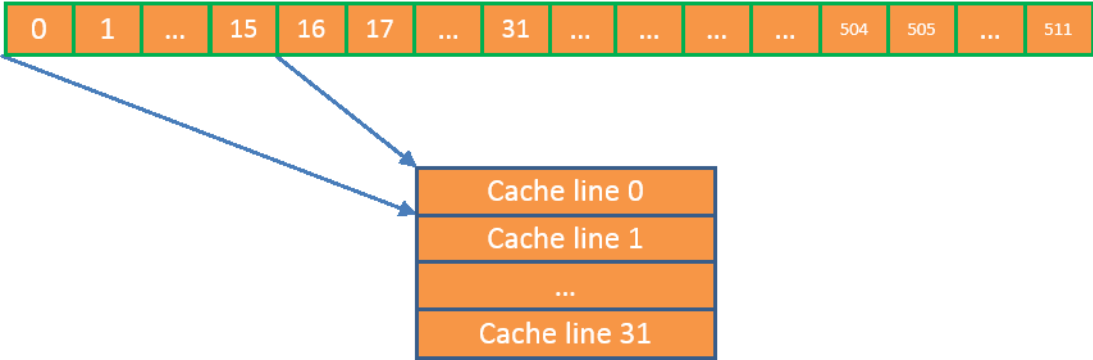 0 1 ... 15 16 17 ... 31 ... ... ... ... 504 505 ... 511
Cache line 0
Cache line 1
...
Cache line 31